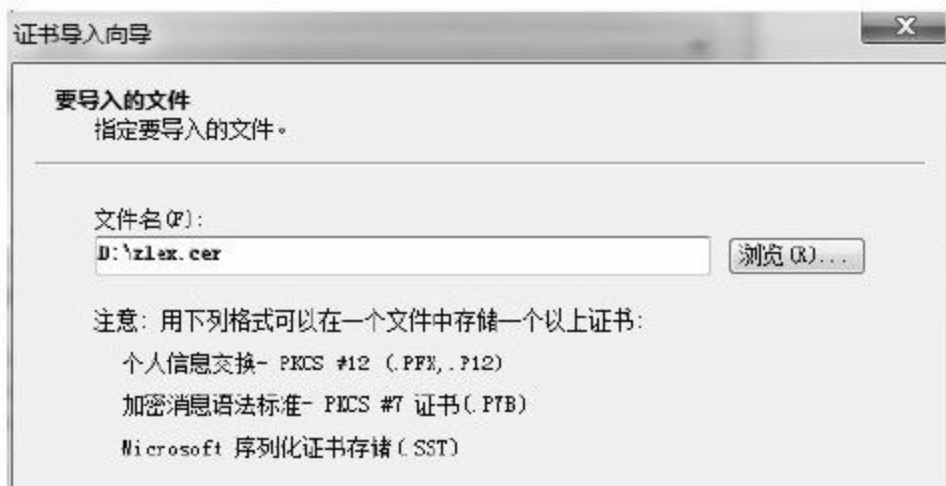 证书导入向导
要导入的文件
指定要导入的文件。
文件名(F):
D:\zlex.cer
浏览(R)...
注意: 用下列格式可以在一个文件中存储一个以上证书:
个人信息交换- PKCS #12 (.PFX,.P12)
加密消息语法标准- PKCS #7 证书(.P7B)
Microsoft 序列化证书存储(.SST)